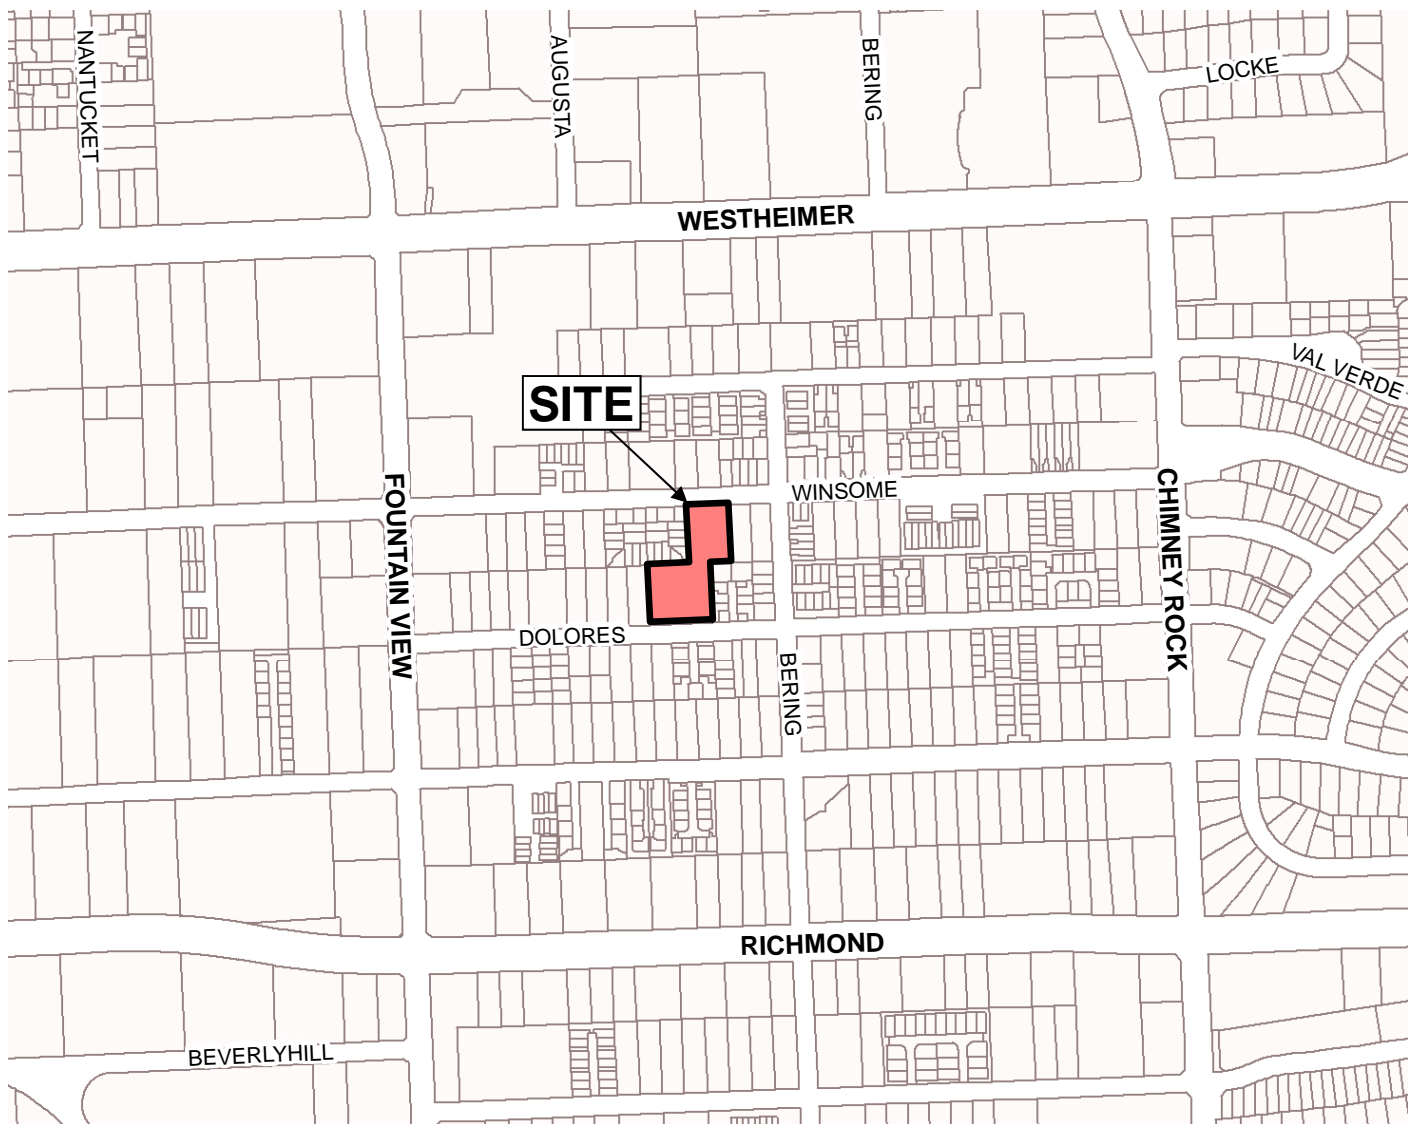 NANTUCKET
AUGUSTA
BERING
LOCKE
WESTHEIMER
VAL VERDE
SITE
WINSOME
FOUNTAIN VIEW
CHIMNEY ROCK
DOLORES
BERING
RICHMOND
BEVERLYHILL